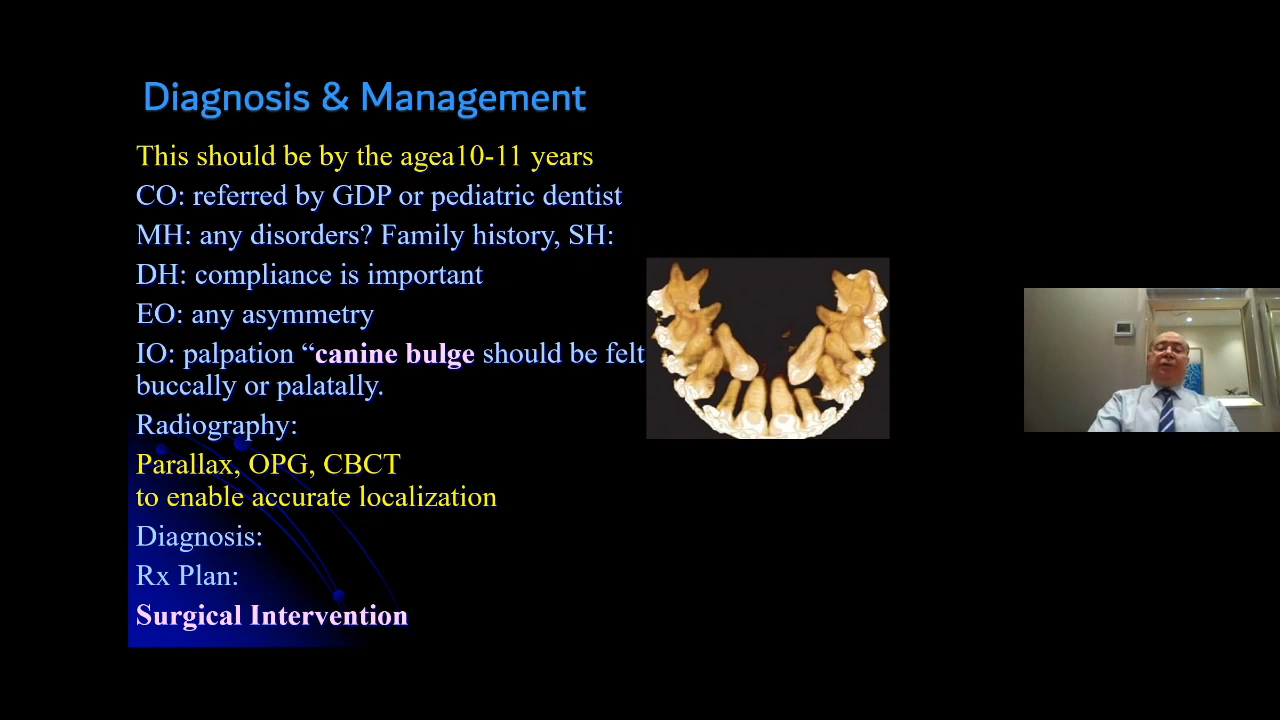 Diagnosis & Management
This should be by the agea10-11 years
CO: referred by GDP or pediatric dentist
MH: any disorders? Family history, SH:
DH: compliance is important
EO: any asymmetry
IO: palpation “canine bulge should be felt
buccally or palatally.
Radiography:
Parallax, OPG, CBCT
to enable accurate localization
Diagnosis:
Rx Plan:
Surgical Intervention